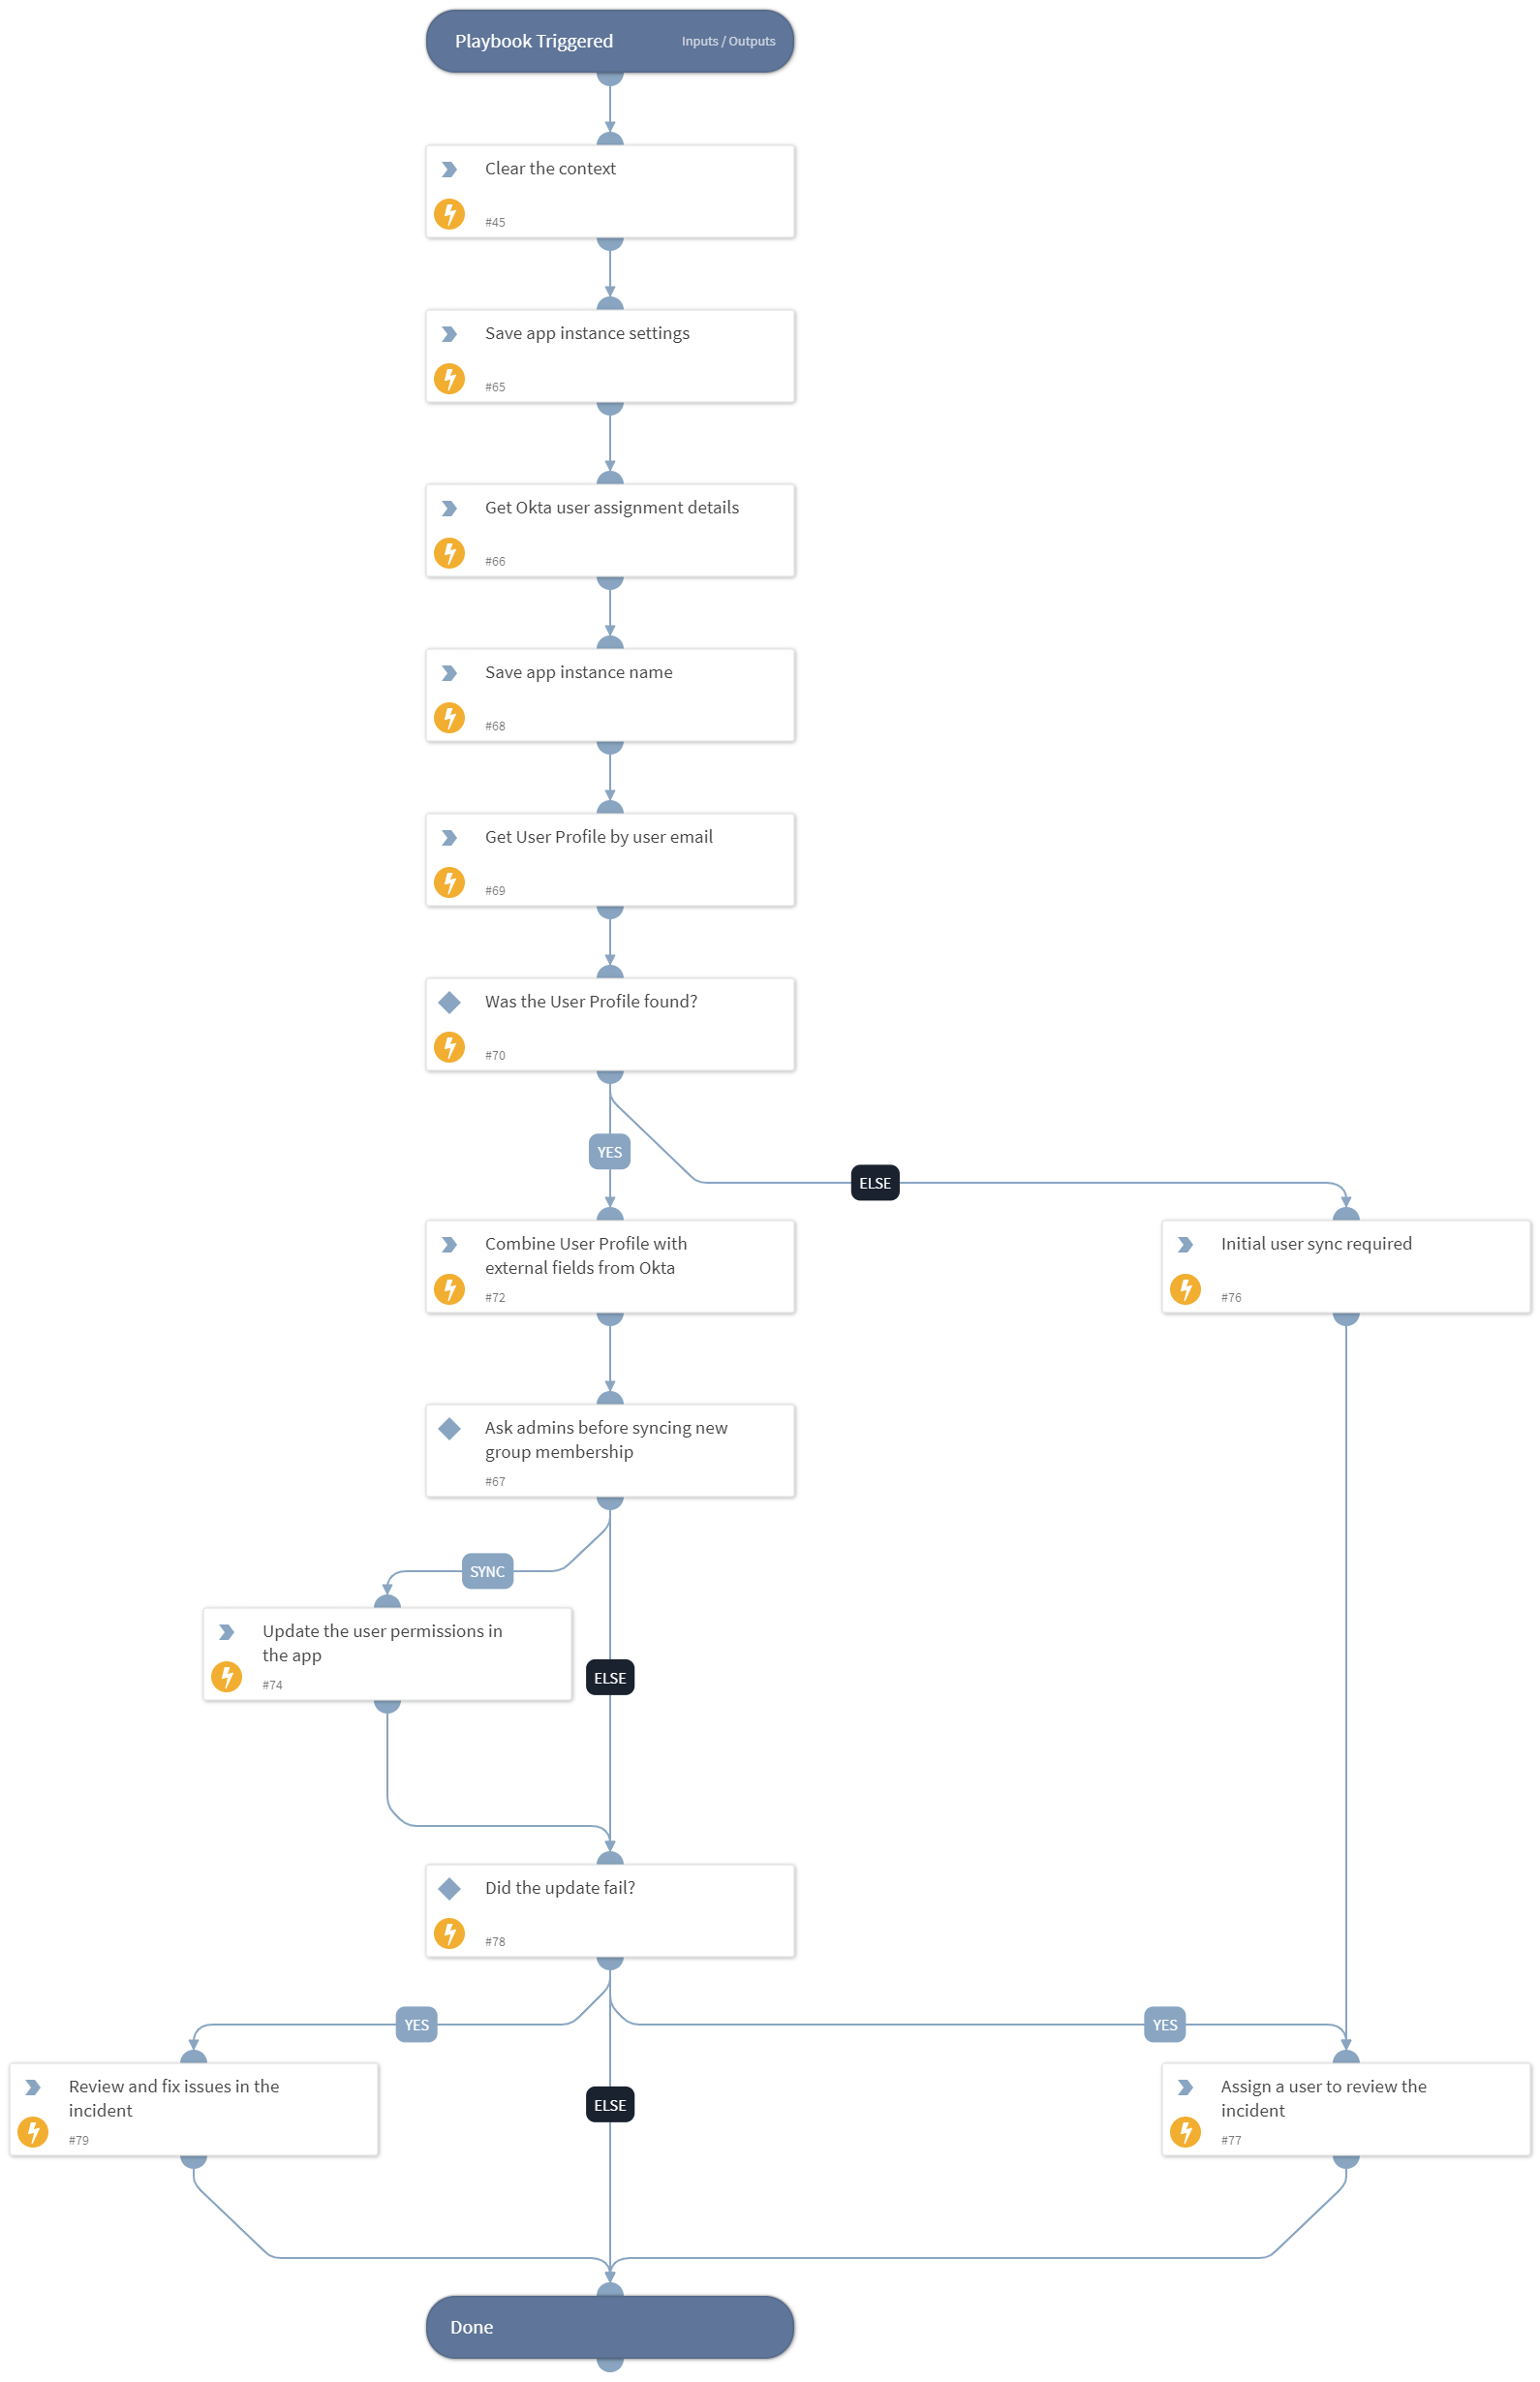 Playbook Triggered Inputs / Outputs
Clear the context
#45
Save app instance settings
#65
Get Okta user assignment details
#66
Save app instance name
#68
Get User Profile by user email
#69
Was the User Profile found?
#70
YES
ELSE
Combine User Profile with
external fields from Okta
#72
Initial user sync required
#76
Ask admins before syncing new
group membership
#67
SYNC
Update the user permissions in
the app
#74
ELSE
Did the update fail?
#78
YES
YES
Review and fix issues in the
incident
#79
ELSE
Assign a user to review the
incident
#77
Done